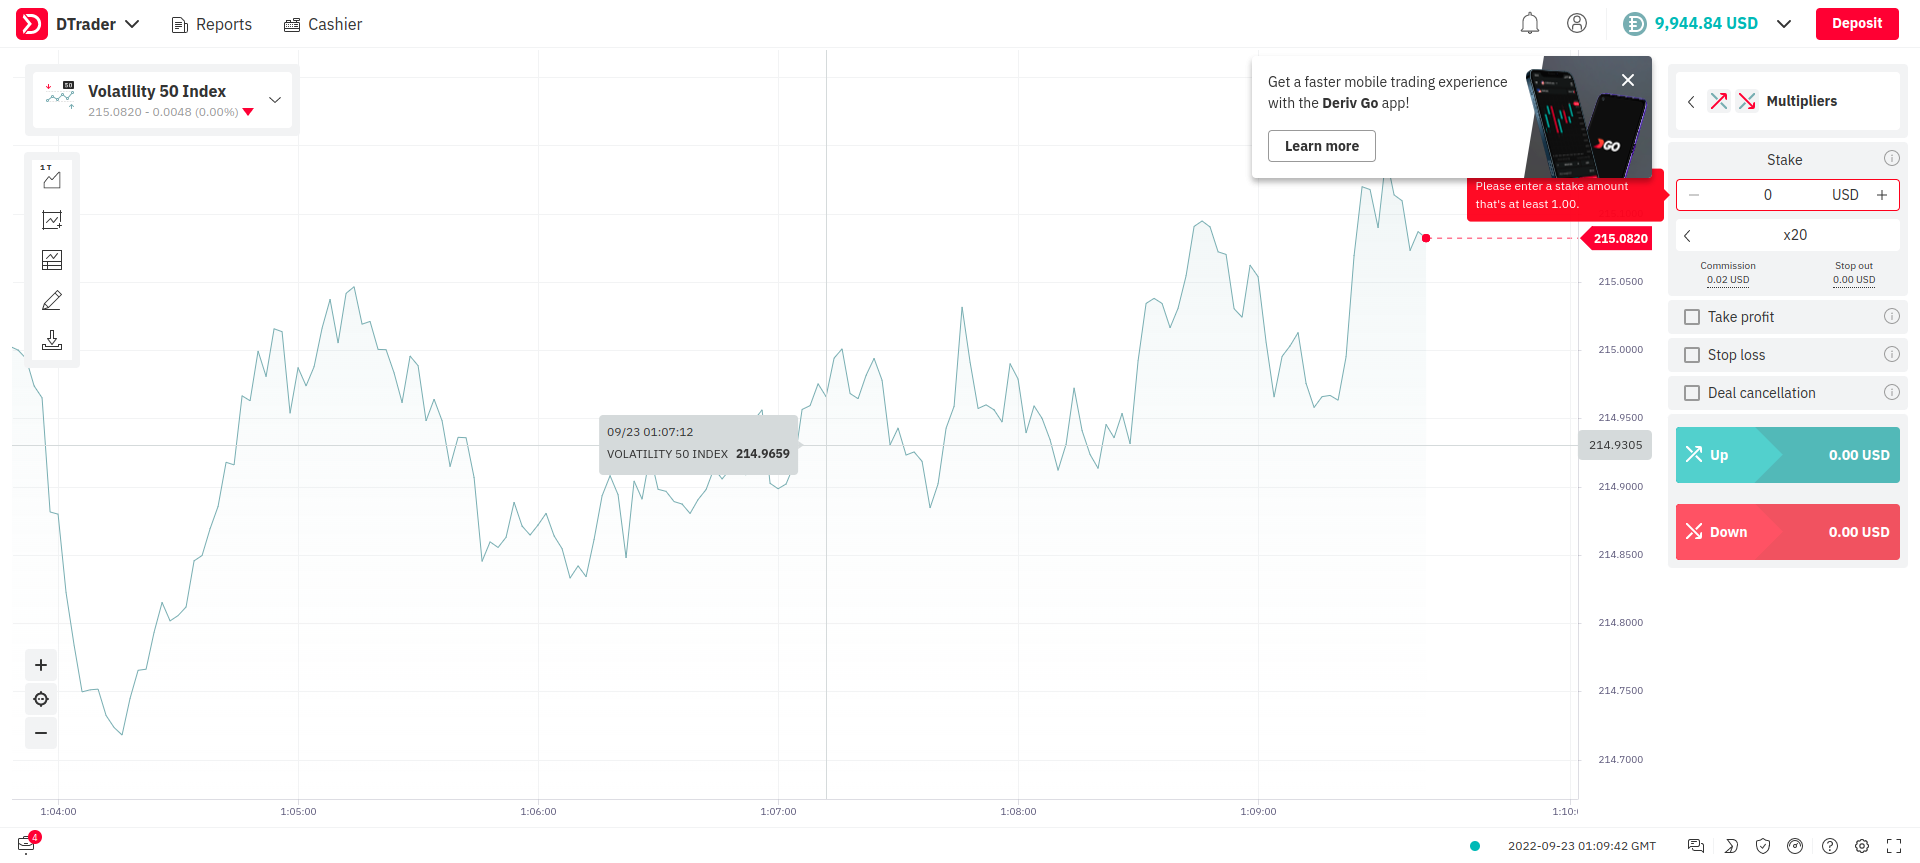 DTrader
Reports
Cashier
9,944.84 USD
Deposit
50
Volatility 50 Index
215.0820 - 0.0048 (0.00%)
Get a faster mobile trading experience
with the Deriv Go app!
Learn more
GO
Multipliers
Stake
Please enter a stake amount
that's at least 1.00.
0
USD
x20
Commission
0.02 USD
Stop out
0.00 USD
Take profit
Stop loss
Deal cancellation
Up
0.00 USD
Down
0.00 USD
1 T
215.0820
215.0500
215.0000
214.9500
214.9305
214.9000
214.8500
214.8000
214.7500
214.7000
09/23 01:07:12
VOLATILITY 50 INDEX 214.9659
1:04:00
1:05:00
1:06:00
1:07:00
1:08:00
1:09:00
1:10:
4
2022-09-23 01:09:42 GMT